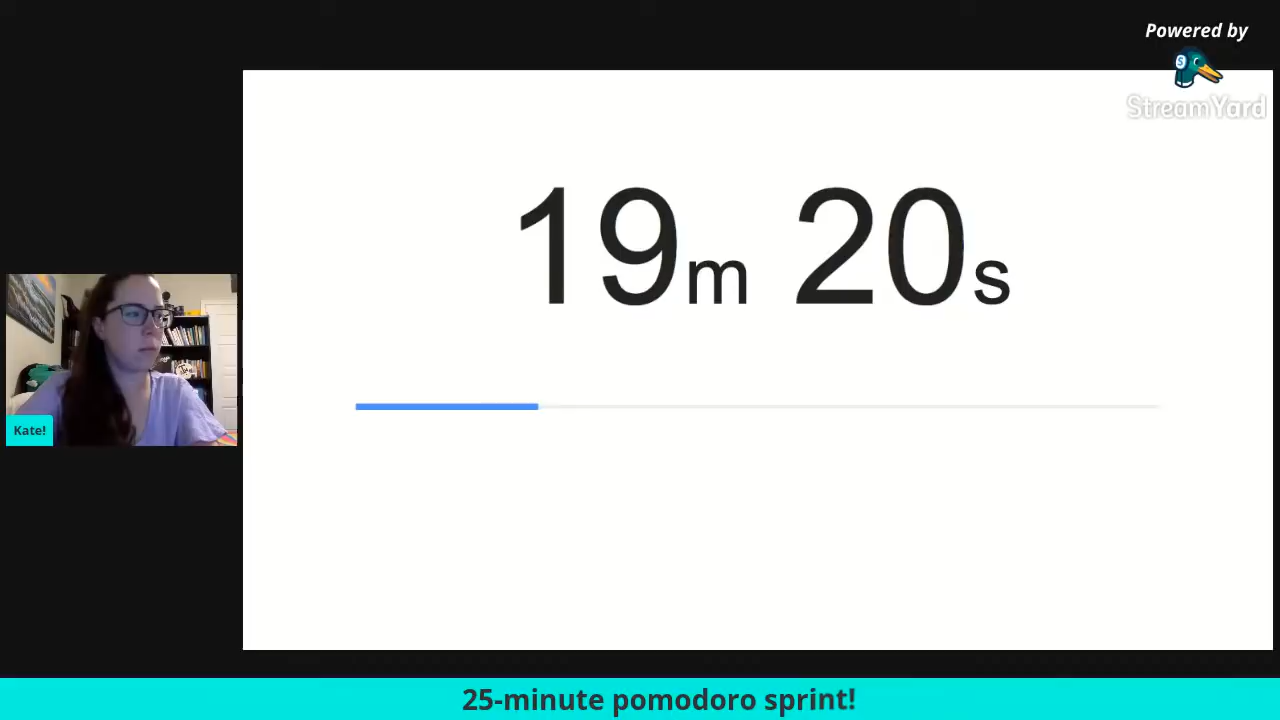 Powered by
StreamYard
19m 20s
Kate!
25-minute pomodoro sprint!